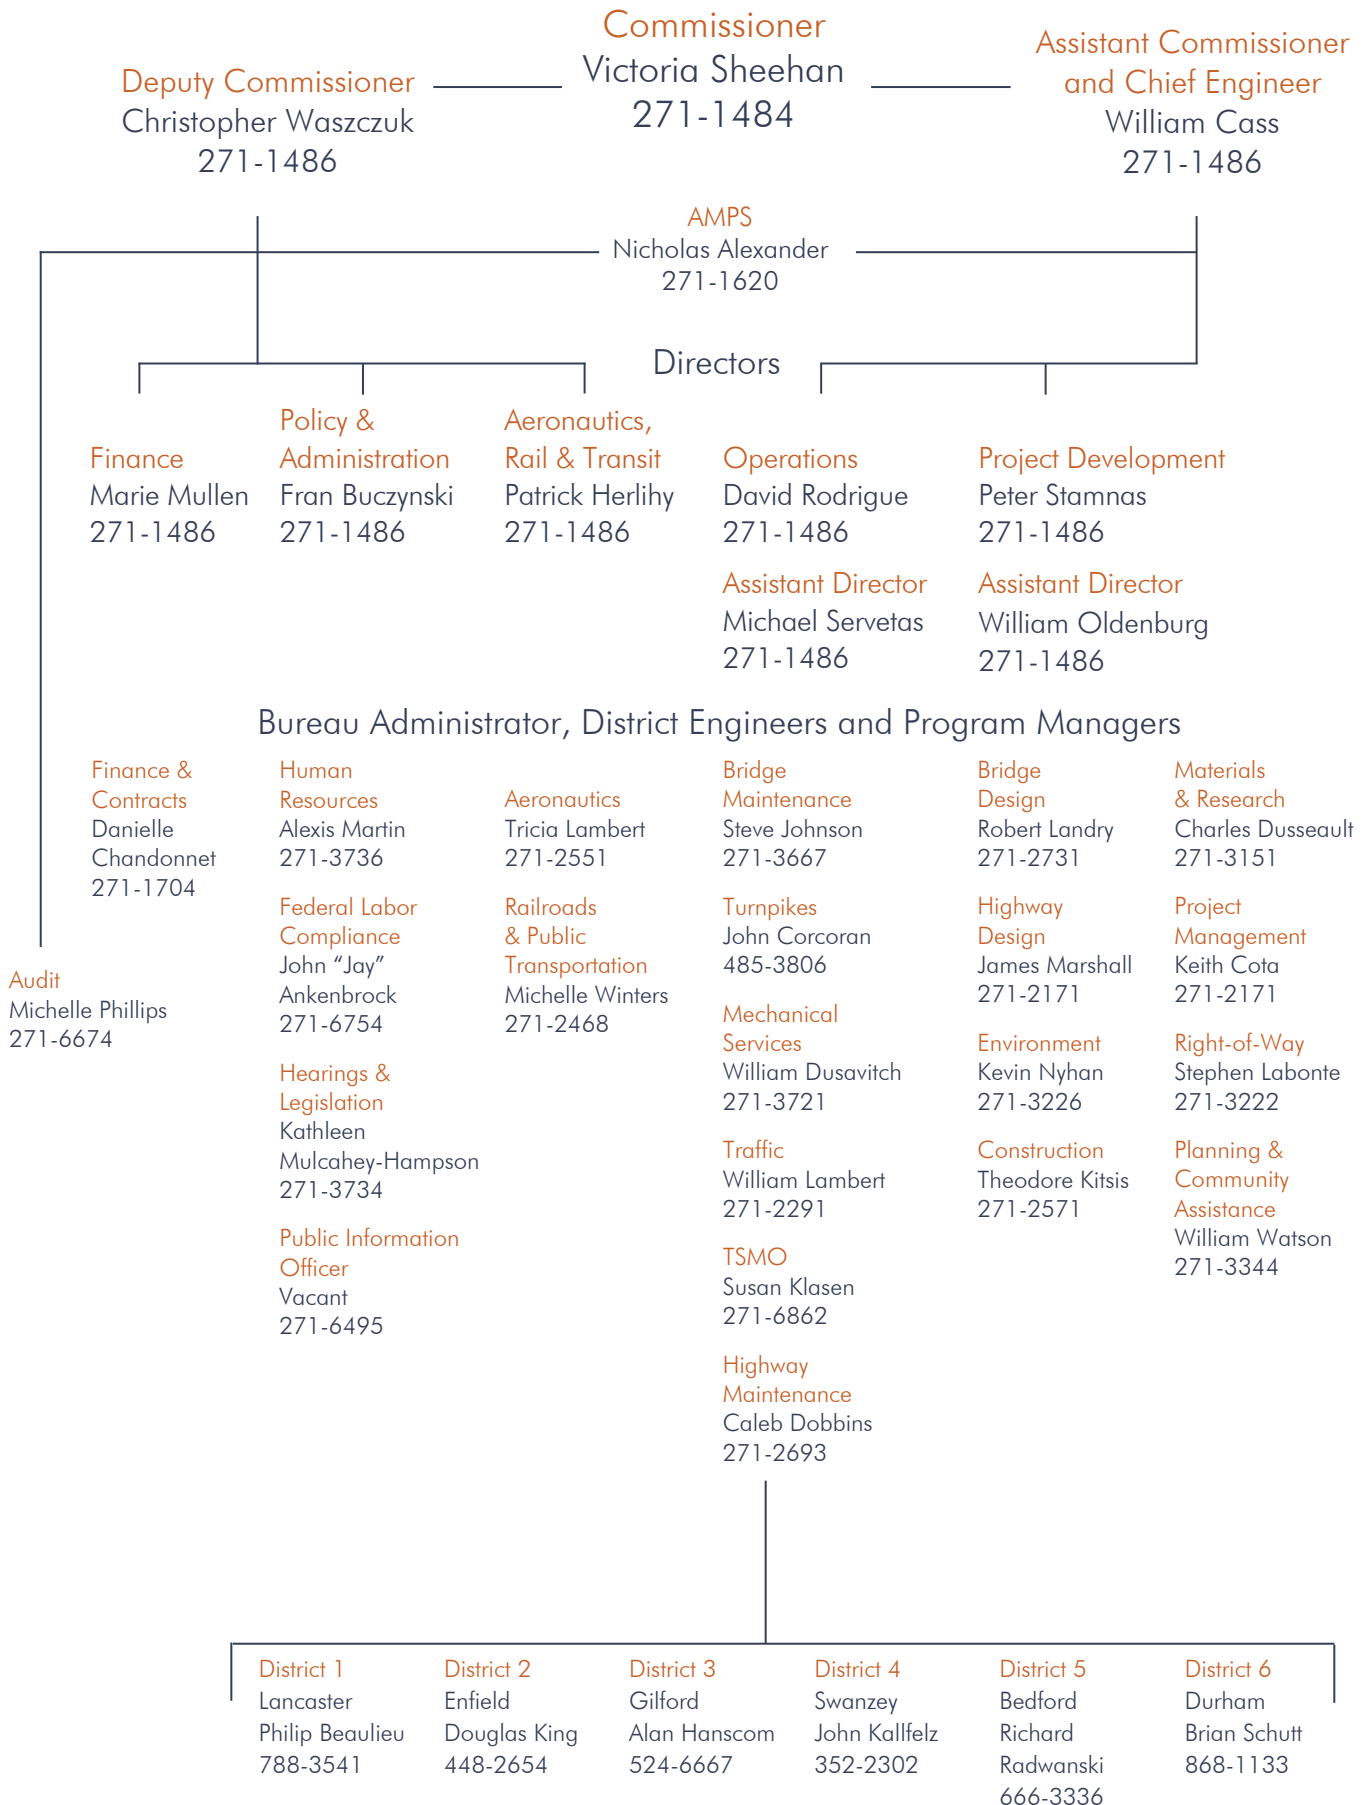 Commissioner
Victoria Sheehan
271-1484
Deputy Commissioner
Christopher Waszczuk
271-1486
Assistant Commissioner
and Chief Engineer
William Cass
271-1486
AMPS
Nicholas Alexander
271-1620
Directors
Finance
Marie Mullen
271-1486
Policy &
Administration
Fran Buczynski
271-1486
Aeronautics,
Rail & Transit
Patrick Herlihy
271-1486
Operations
David Rodrigue
271-1486
Assistant Director
Michael Servetas
271-1486
Project Development
Peter Stamnas
271-1486
Assistant Director
William Oldenburg
271-1486
Bureau Administrator, District Engineers and Program Managers
Finance &
Contracts
Danielle
Chandonnet
271-1704
Audit
Michelle Phillips
271-6674
Human
Resources
Alexis Martin
271-3736
Federal Labor
Compliance
John “Jay”
Ankenbrock
271-6754
Hearings &
Legislation
Kathleen
Mulcahey-Hampson
271-3734
Public Information
Officer
Vacant
271-6495
Aeronautics
Tricia Lambert
271-2551
Railroads
& Public
Transportation
Michelle Winters
271-2468
Bridge
Maintenance
Steve Johnson
271-3667
Turnpikes
John Corcoran
485-3806
Mechanical
Services
William Dusavitch
271-3721
Traffic
William Lambert
271-2291
TSMO
Susan Klasen
271-6862
Highway
Maintenance
Caleb Dobbins
271-2693
Bridge
Design
Robert Landry
271-2731
Highway
Design
James Marshall
271-2171
Environment
Kevin Nyhan
271-3226
Construction
Theodore Kitsis
271-2571
Materials
& Research
Charles Dusseault
271-3151
Project
Management
Keith Cota
271-2171
Right-of-Way
Stephen Labonte
271-3222
Planning &
Community
Assistance
William Watson
271-3344
District 1
Lancaster
Philip Beaulieu
788-3541
District 2
Enfield
Douglas King
448-2654
District 3
Gilford
Alan Hanscom
524-6667
District 4
Swanzey
John Kallfelz
352-2302
District 5
Bedford
Richard
Radwanski
666-3336
District 6
Durham
Brian Schutt
868-1133